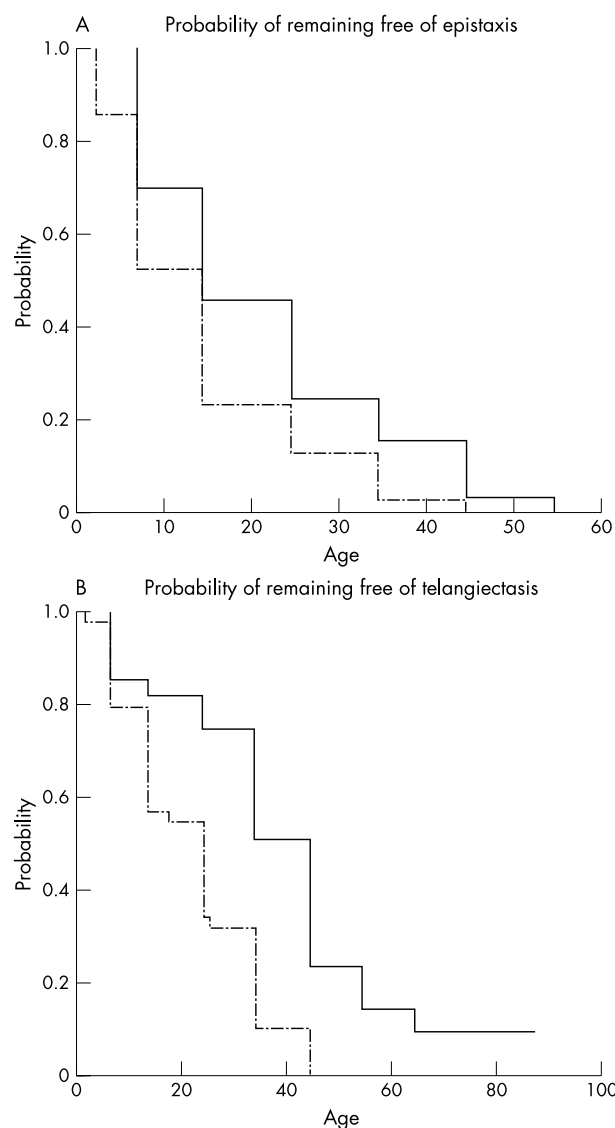 A Probability of remaining free of epistaxis
1.0
0.8
0.6
0.4
0.2
0
Probability
0 10 20 30 40 50 60
Age
B Probability of remaining free of telangiectasis
1.0
0.8
0.6
0.4
0.2
0
Probability
0 20 40 60 80 100
Age